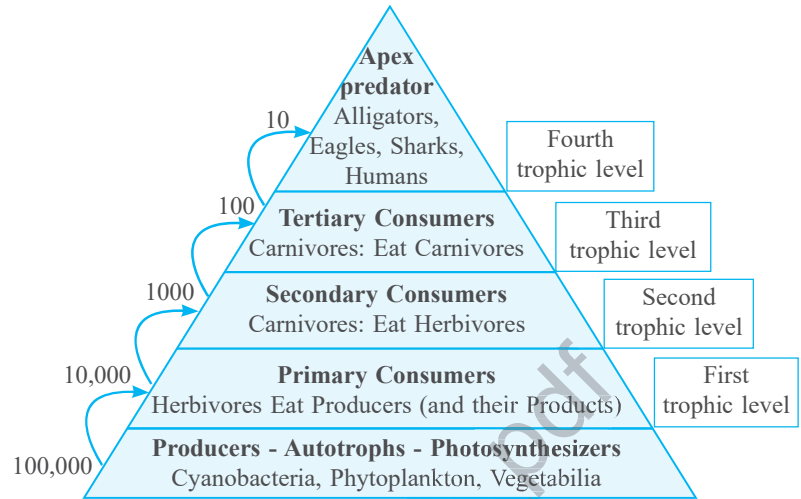 Apex
predator
Alligators,
Eagles, Sharks,
Humans
10
Fourth
trophic level
100
Tertiary Consumers
Carnivores: Eat Carnivores
Third
trophic level
1000
Secondary Consumers
Carnivores: Eat Herbivores
Second
trophic level
10,000
Primary Consumers
Herbivores Eat Producers (and their Products)
First
trophic level
100,000
Producers - Autotrophs - Photosynthesizers
Cyanobacteria, Phytoplankton, Vegetabilia
pdf